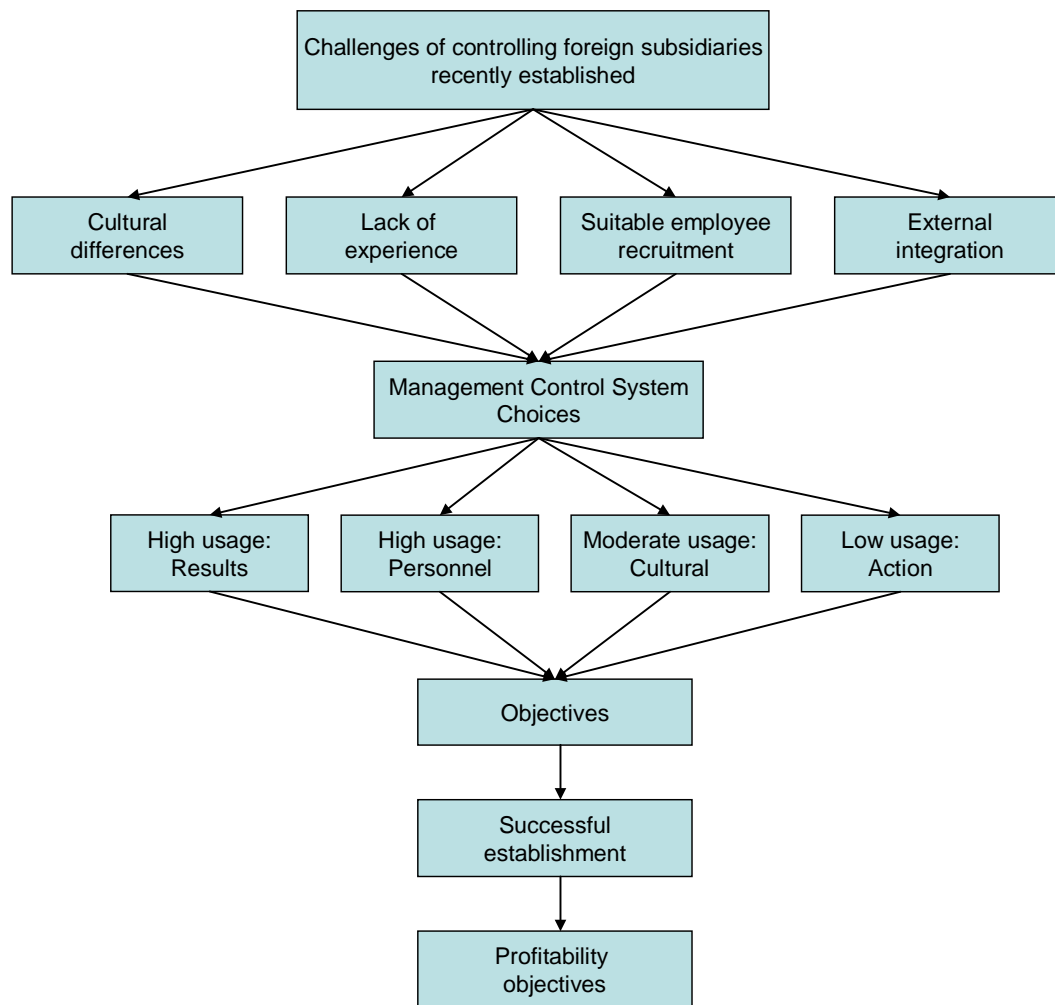 Challenges of controlling foreign subsidiaries
recently established
Cultural
differences
Lack of
experience
Suitable employee
recruitment
External
integration
Management Control System
Choices
High usage:
Results
High usage:
Personnel
Moderate usage:
Cultural
Low usage:
Action
Objectives
Successful
establishment
Profitability
objectives